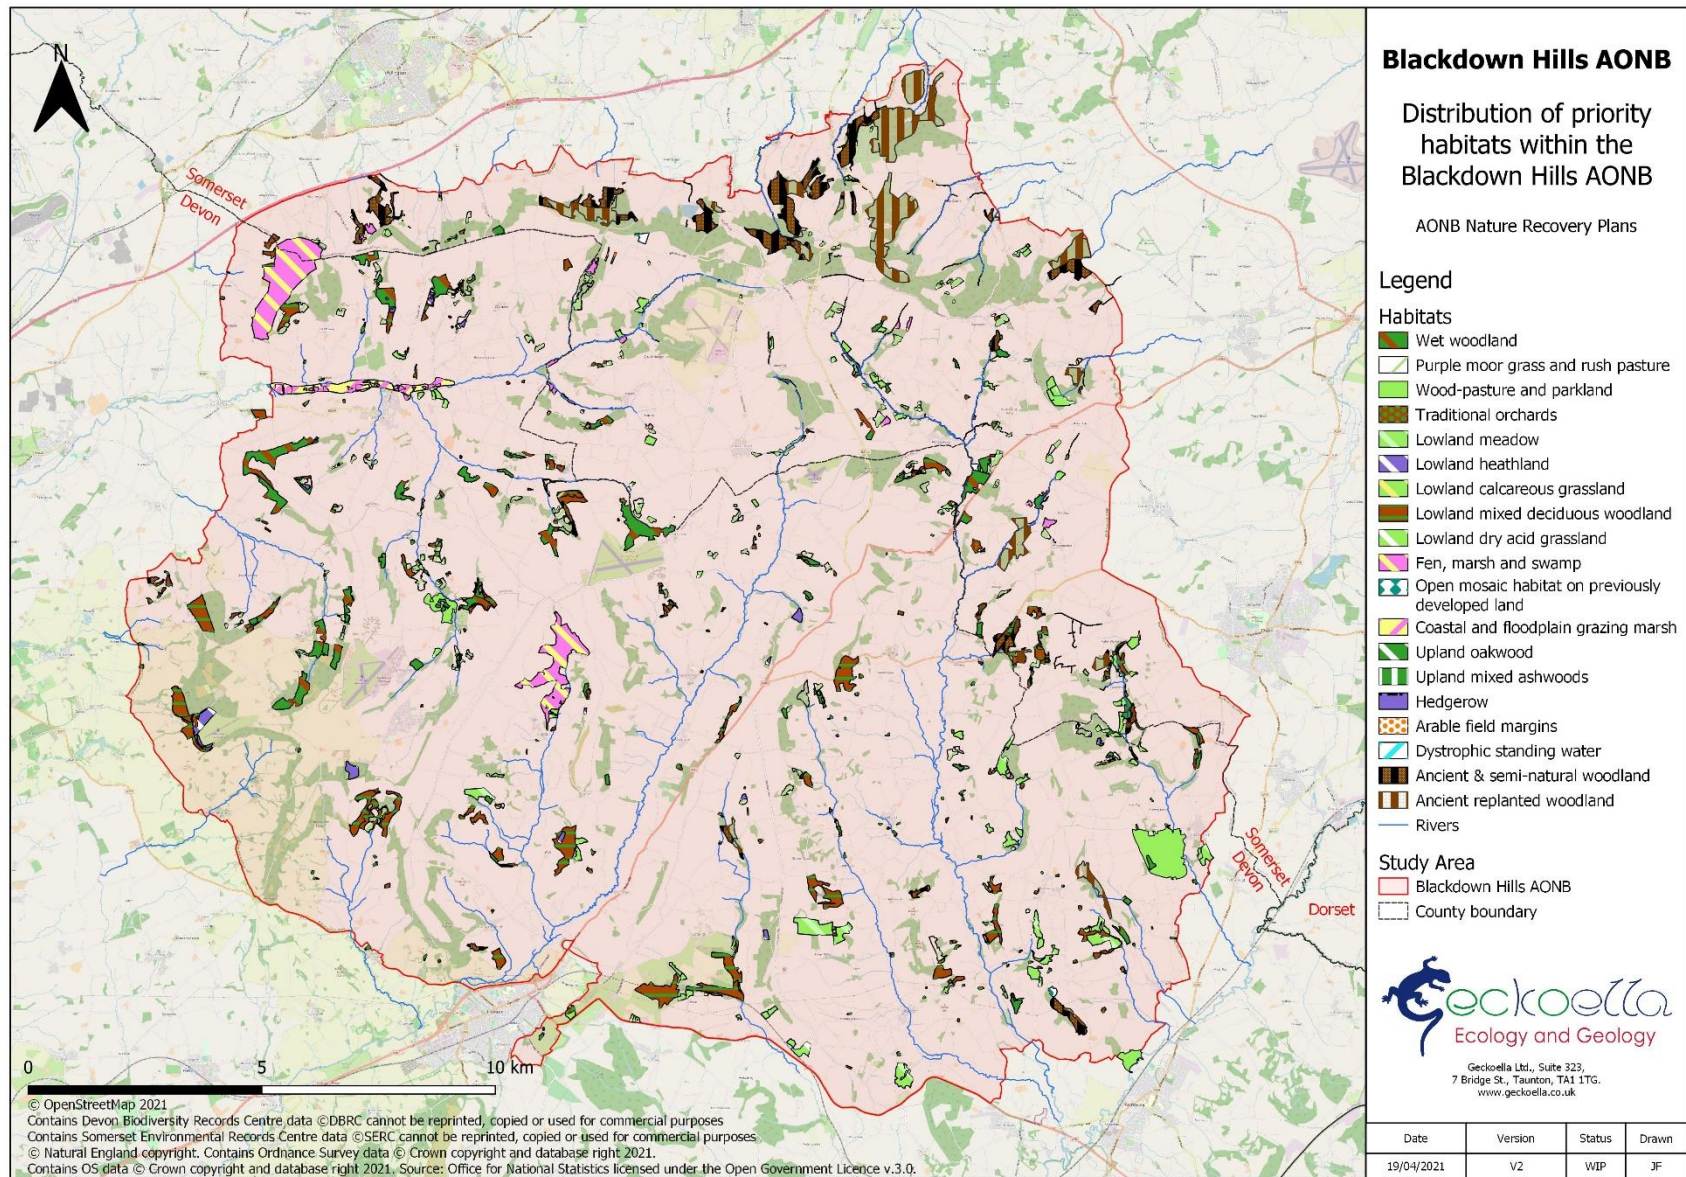 N
Somerset
Devon
Somerset
Devon
Dorset
0 5 10 km
© OpenStreetMap 2021
Contains Devon Biodiversity Records Centre data ©DBRC cannot be reprinted, copied or used for commercial purposes
Contains Somerset Environmental Records Centre data ©SERC cannot be reprinted, copied or used for commercial purposes
© Natural England copyright. Contains Ordnance Survey data © Crown copyright and database right 2021.
Contains OS data © Crown copyright and database right 2021. Source: Office for National Statistics licensed under the Open Government Licence v.3.0.
Blackdown Hills AONB
Distribution of priority
habitats within the
Blackdown Hills AONB
AONB Nature Recovery Plans
Legend
Habitats
Wet woodland
Purple moor grass and rush pasture
Wood-pasture and parkland
Traditional orchards
Lowland meadow
Lowland heathland
Lowland calcareous grassland
Lowland mixed deciduous woodland
Lowland dry acid grassland
Fen, marsh and swamp
Open mosaic habitat on previously
developed land
Coastal and floodplain grazing marsh
Upland oakwood
Upland mixed ashwoods
Hedgerow
Arable field margins
Dystrophic standing water
Ancient & semi-natural woodland
Ancient replanted woodland
Rivers
Study Area
Blackdown Hills AONB
County boundary
Geckoella
Ecology and Geology
Geckoella Ltd., Suite 323,
7 Bridge St., Taunton, TA1 1TG.
www.geckoella.co.uk
Date Version Status Drawn
19/04/2021 V2 WIP JF